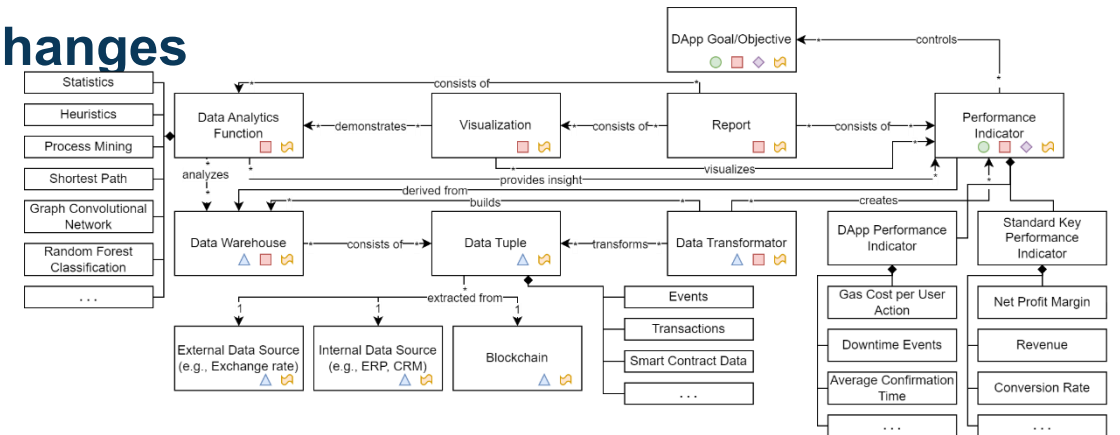 hanges
DApp Goal/Objective
controls
Statistics
Heuristics
Process Mining
Shortest Path
Graph Convolutional
Network
Random Forest
Classification
. . .
consists of
Data Analytics
Function
demonstrates
Visualization
consists of
Report
consists of
Performance
Indicator
visualizes
provides insight
analyzes
derived from
builds
creates
Data Warehouse
consists of
Data Tuple
transforms
Data Transformator
DApp Performance
Indicator
Standard Key
Performance
Indicator
extracted from
1
1
1
External Data Source
(e.g., Exchange rate)
Internal Data Source
(e.g., ERP, CRM)
Blockchain
Events
Transactions
Smart Contract Data
. . .
Gas Cost per User
Action
Downtime Events
Average Confirmation
Time
. . .
Net Profit Margin
Revenue
Conversion Rate
. . .